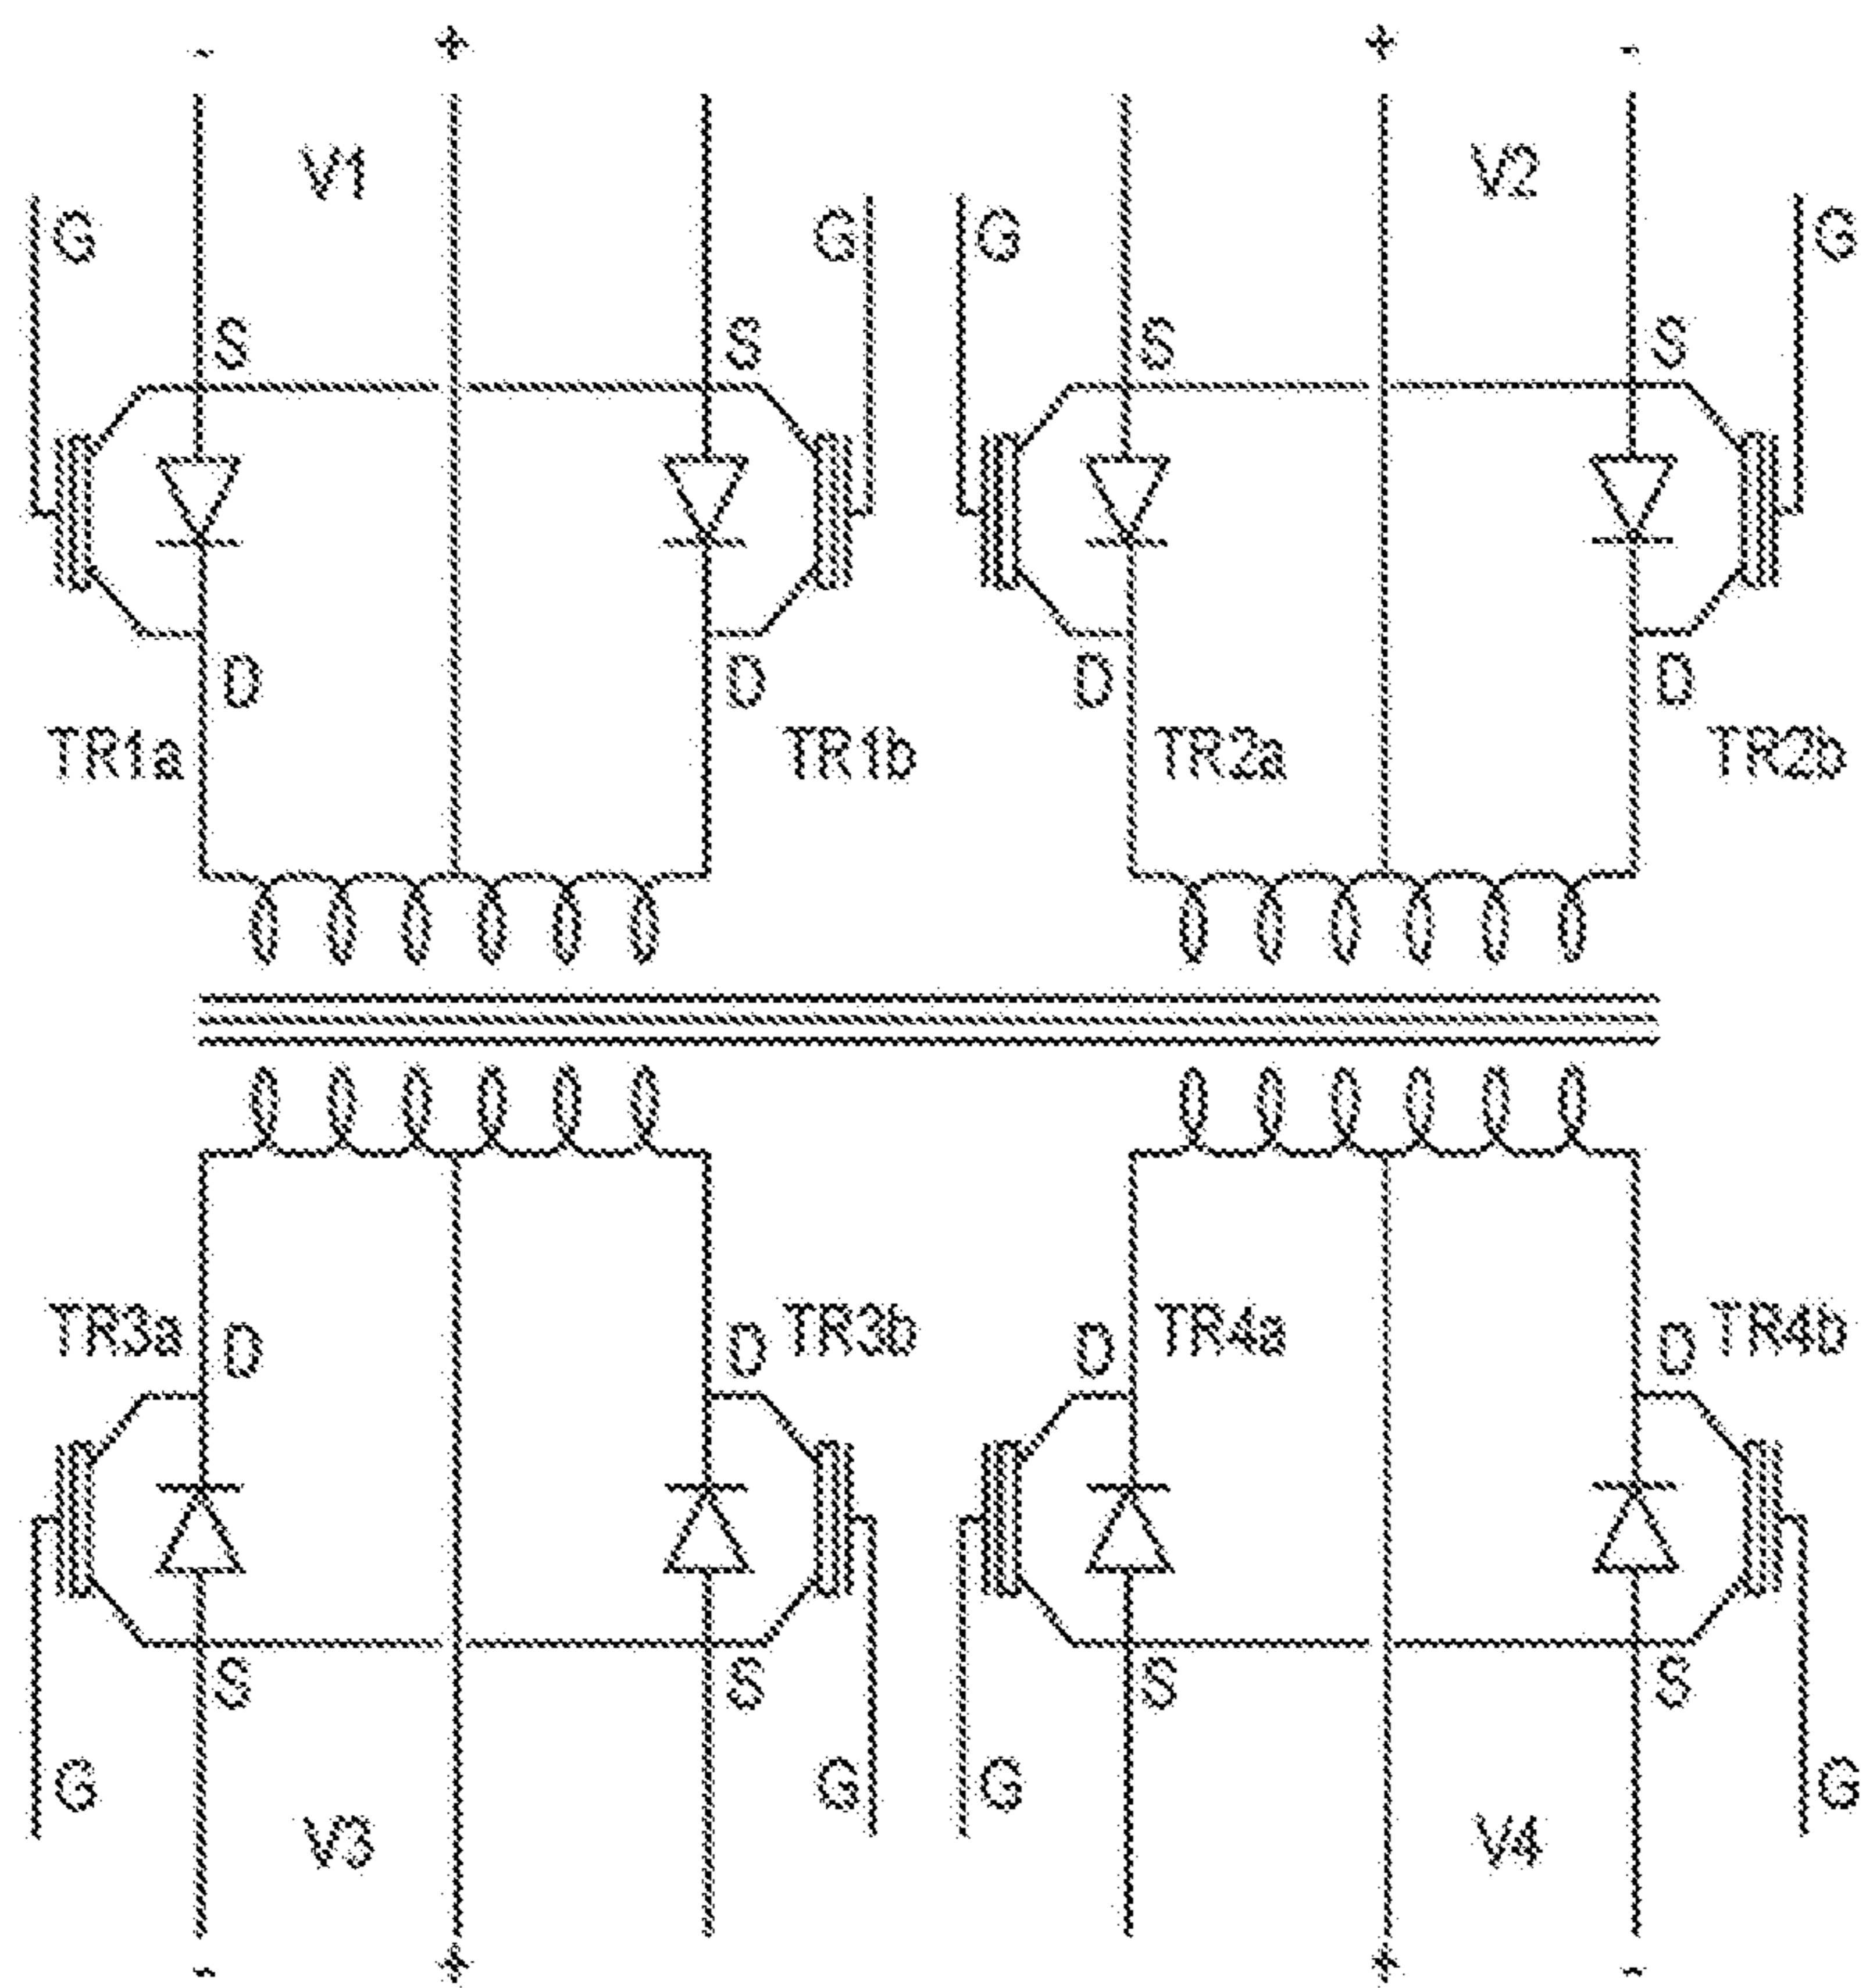 - + + -
V1 V2
G G G G
S S S S
D D D D
TR1a TR1b TR2a TR2b
TR3a D D TR3b D TR4a D TR4b
S S S S
G G G G
V3 V4
- + + -